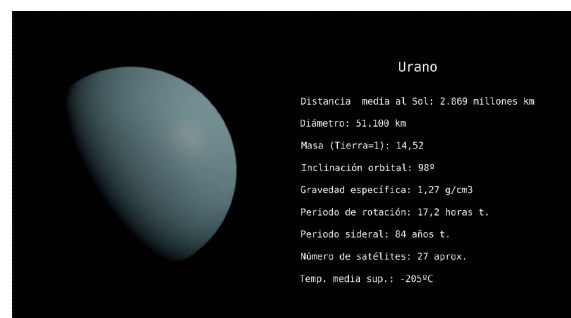 Urano
Distancia  media al Sol: 2.869 millones km
Diámetro: 51.100 km
Masa (Tierra=1): 14,52
Inclinación orbital: 98º
Gravedad específica: 1,27 g/cm3
Periodo de rotación: 17,2 horas t.
Periodo sideral: 84 años t.
Número de satélites: 27 aprox.
Temp. media sup.: -205ºC